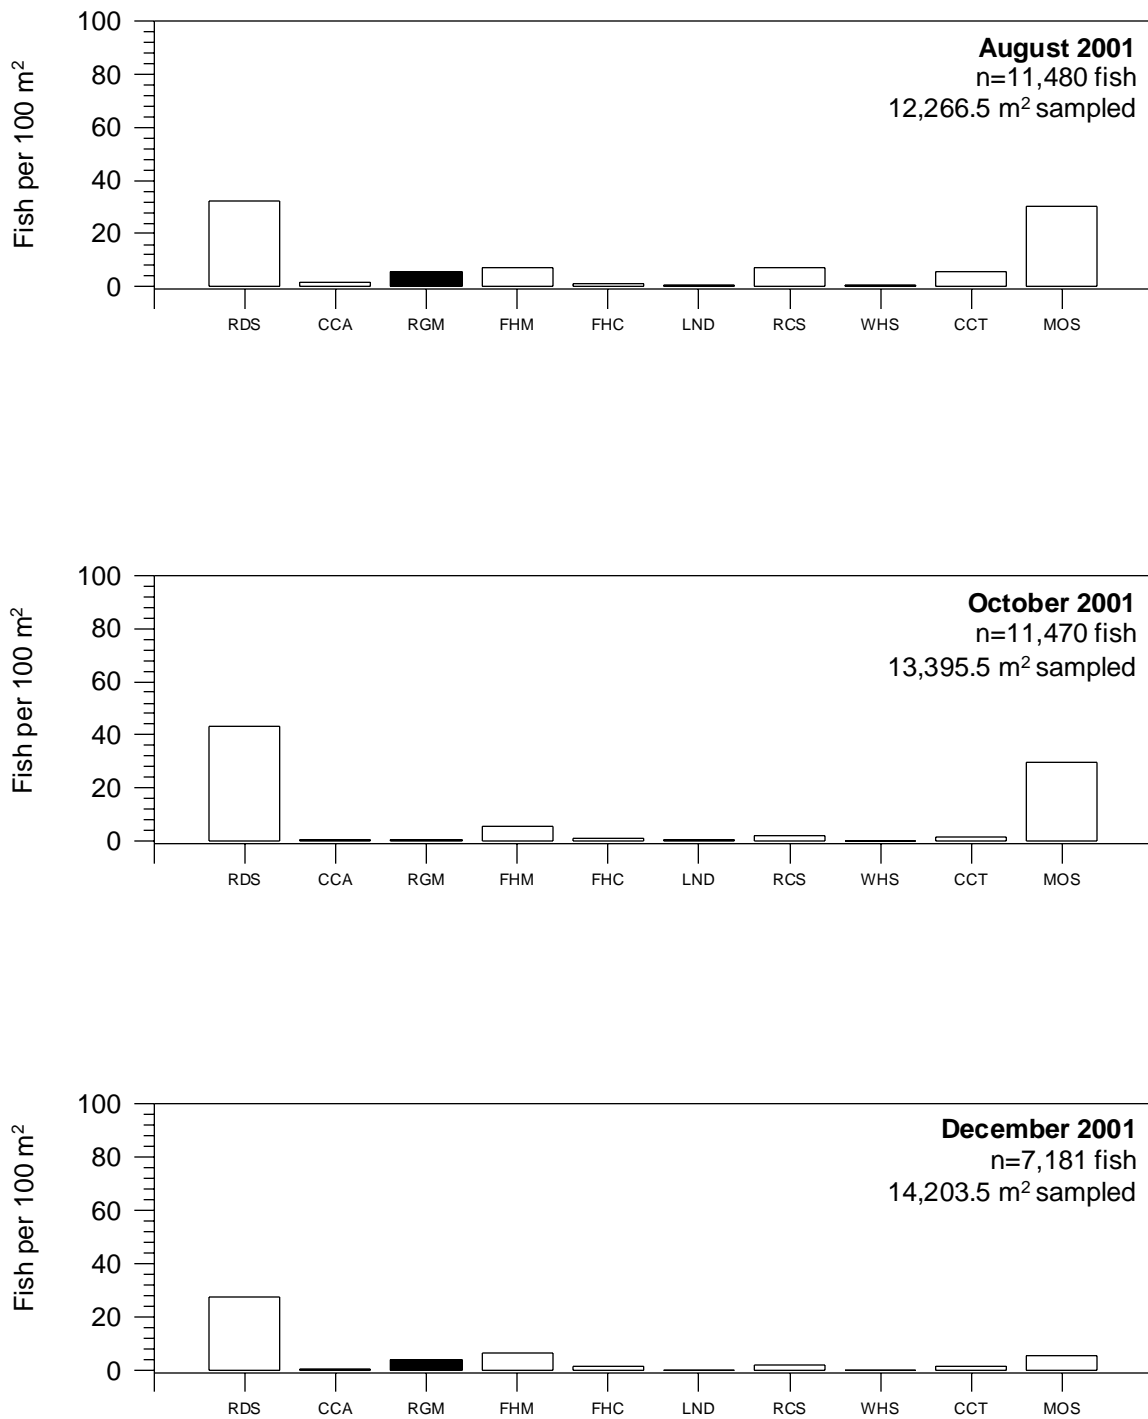 August 2001
n=11,480 fish
12,266.5 m² sampled
Fish per 100 m²
100
80
60
40
20
0
RDS CCA RGM FHM FHC LND RCS WHS CCT MOS
October 2001
n=11,470 fish
13,395.5 m² sampled
Fish per 100 m²
100
80
60
40
20
0
RDS CCA RGM FHM FHC LND RCS WHS CCT MOS
December 2001
n=7,181 fish
14,203.5 m² sampled
Fish per 100 m²
100
80
60
40
20
0
RDS CCA RGM FHM FHC LND RCS WHS CCT MOS